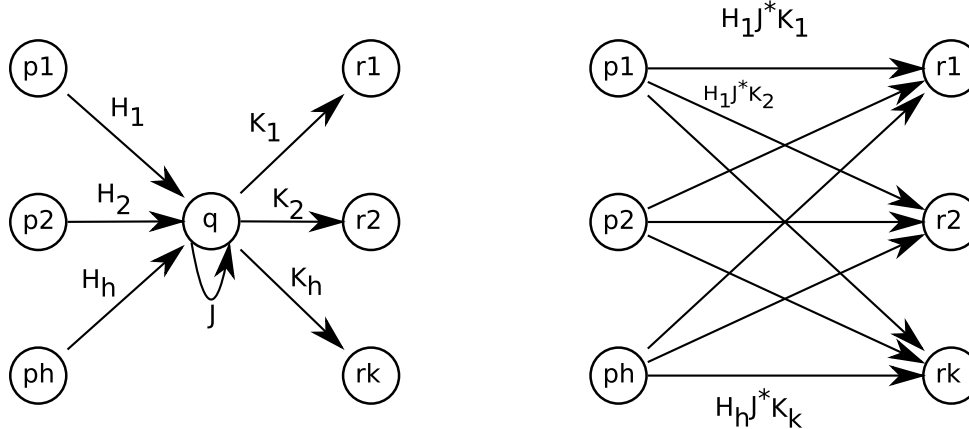 p1
H1
p2
H2
ph
Hh
q
J
K1
r1
K2
r2
Kh
rk
p1
H1J*K1
r1
H1J*K2
p2
r2
ph
HhJ*Kk
rk